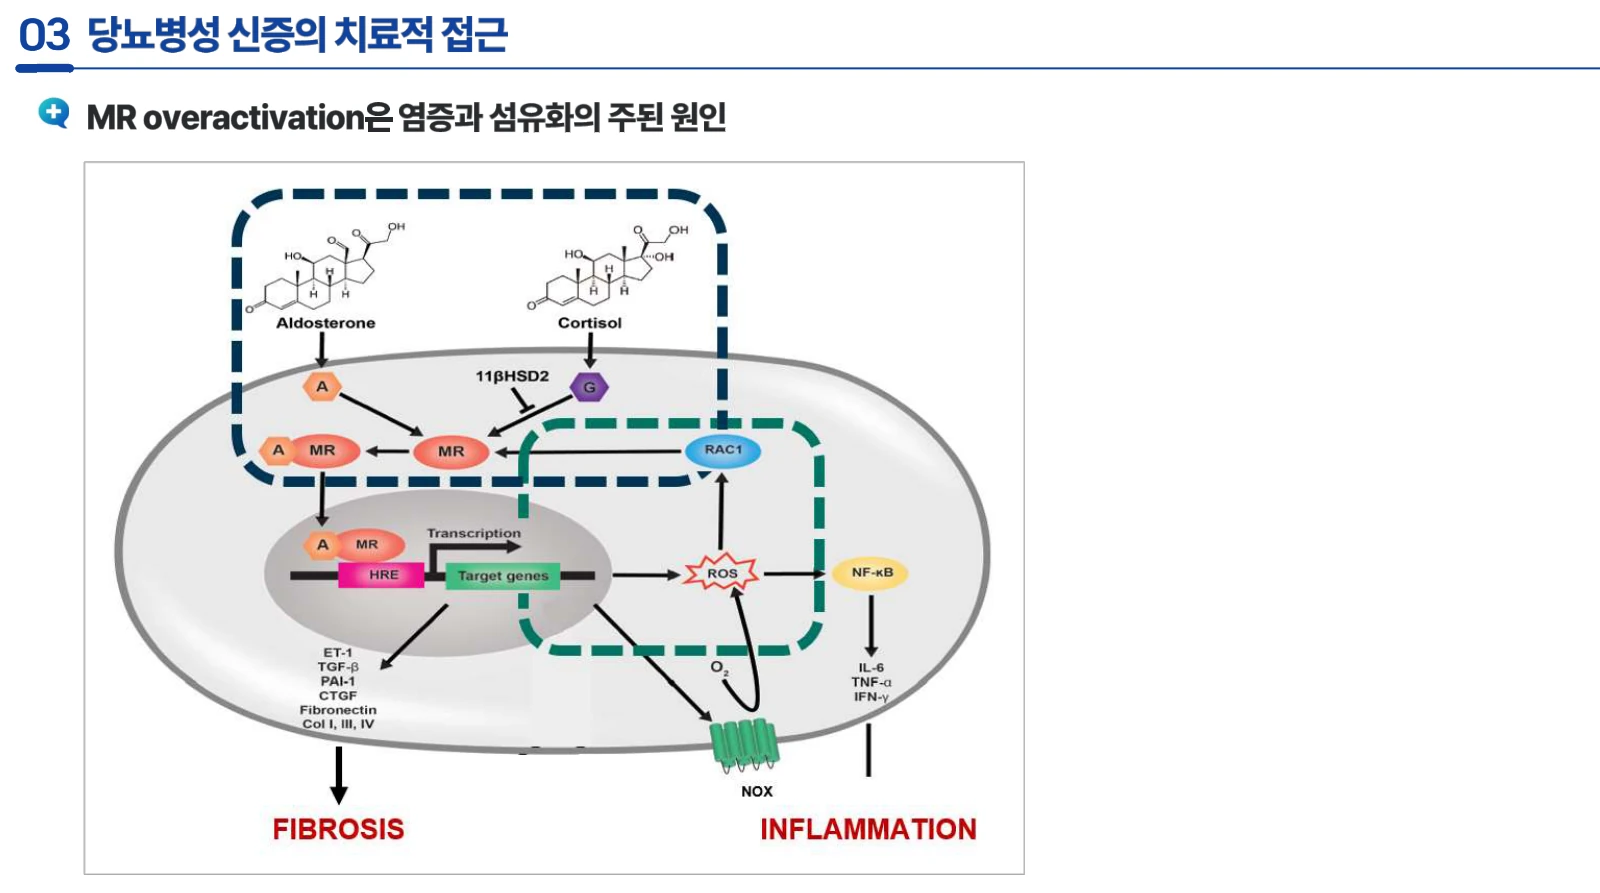 03 당뇨병성 신증의 치료적 접근
MR overactivation은 염증과 섬유화의 주된 원인
O
O
OH
HO
H
H
H
O
Aldosterone
O
OH
HO
OH
H
H
H
O
Cortisol
A
11βHSD2
G
A MR
MR
RAC1
A MR
Transcription
HRE
Target genes
ROS
NF-κB
ET-1
TGF-β
PAI-1
CTGF
Fibronectin
Col I, III, IV
O2
IL-6
TNF-α
IFN-γ
NOX
FIBROSIS
INFLAMMATION